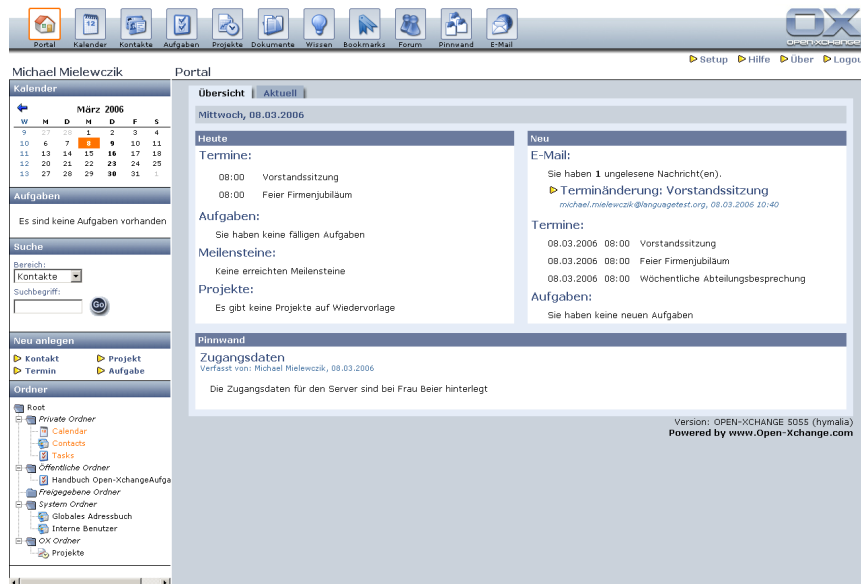 Portal Kalender Kontakte Aufgaben Projekte Dokumente Wissen Bookmarks Forum Pinnwand E-Mail
OX
OPEN-XCHANGE
Setup Hilfe Über Logou
Michael Mielewczik
Portal
Kalender
März 2006
W M D M D F S
9 27 28 1 2 3 4
10 6 7 8 9 10 11
11 13 14 15 16 17 18
12 20 21 22 23 24 25
13 27 28 29 30 31 1
Aufgaben
Es sind keine Aufgaben vorhanden
Suche
Bereich:
Kontakte
Suchbegriff:
Go
Neu anlegen
Kontakt Projekt
Termin Aufgabe
Ordner
Root
Private Ordner
Calendar
Contacts
Tasks
Öffentliche Ordner
Handbuch Open-XchangeAufga
Freigegebene Ordner
System Ordner
Globales Adressbuch
Interne Benutzer
OX Ordner
Projekte
Übersicht Aktuell
Mittwoch, 08.03.2006
Heute
Termine:
08:00 Vorstandssitzung
08:00 Feier Firmenjubiläum
Aufgaben:
Sie haben keine fälligen Aufgaben
Meilensteine:
Keine erreichten Meilensteine
Projekte:
Es gibt keine Projekte auf Wiedervorlage
Neu
E-Mail:
Sie haben 1 ungelesene Nachricht(en).
Terminänderung: Vorstandssitzung
michael.mielewczik@languagetest.org, 08.03.2006 10:40
Termine:
08.03.2006 08:00 Vorstandssitzung
08.03.2006 08:00 Feier Firmenjubiläum
08.03.2006 08:00 Wöchentliche Abteilungsbesprechung
Aufgaben:
Sie haben keine neuen Aufgaben
Pinnwand
Zugangsdaten
Verfasst von: Michael Mielewczik, 08.03.2006
Die Zugangsdaten für den Server sind bei Frau Beier hinterlegt
Version: OPEN-XCHANGE 5055 (hymalia)
Powered by www.Open-Xchange.com